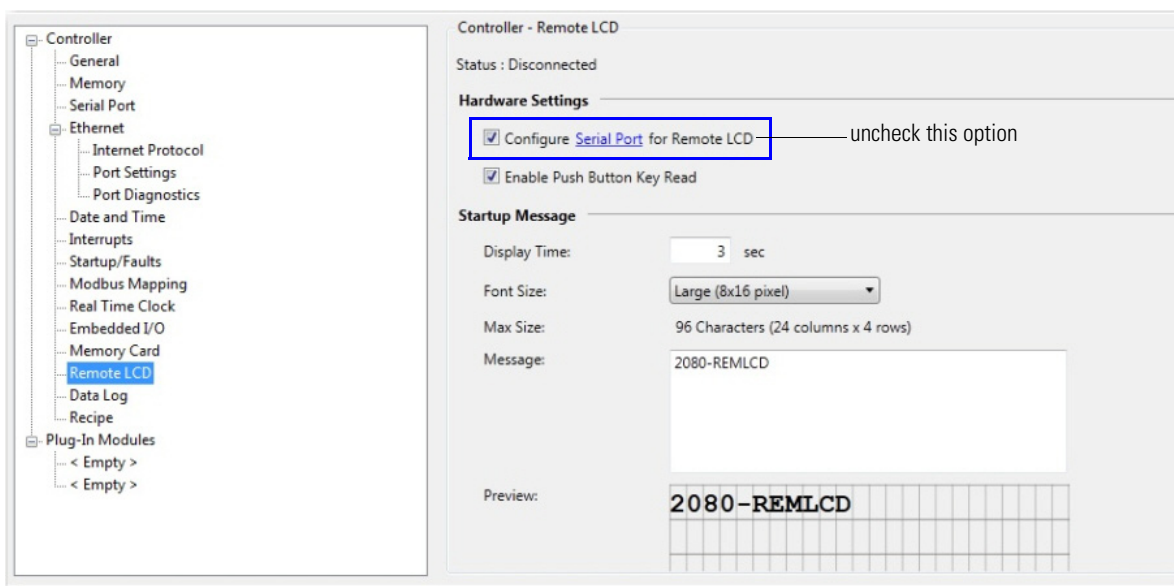 Controller
General
Memory
Serial Port
Ethernet
Internet Protocol
Port Settings
Port Diagnostics
Date and Time
Interrupts
Startup/Faults
Modbus Mapping
Real Time Clock
Embedded I/O
Memory Card
Remote LCD
Data Log
Recipe
Plug-In Modules
< Empty >
< Empty >
Controller - Remote LCD
Status : Disconnected
Hardware Settings
Configure Serial Port for Remote LCD
uncheck this option
Enable Push Button Key Read
Startup Message
Display Time: 3 sec
Font Size: Large (8x16 pixel)
Max Size: 96 Characters (24 columns x 4 rows)
Message: 2080-REMLCD
Preview: 2080-REMLCD